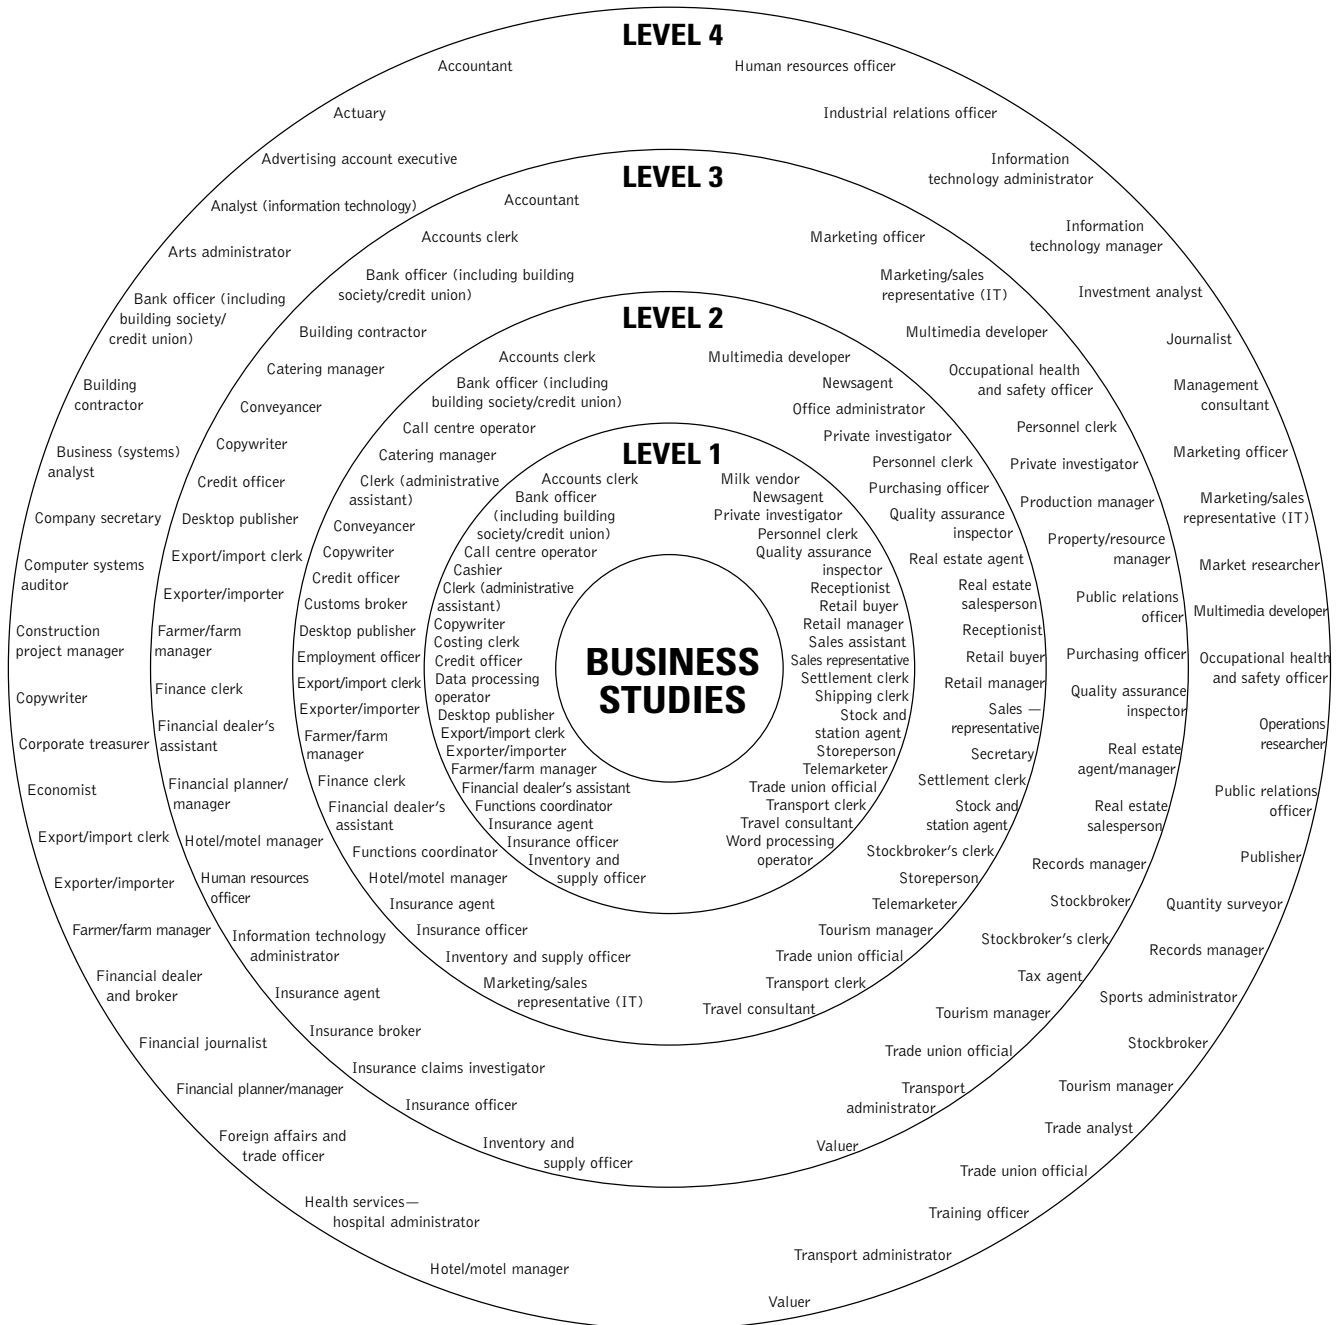 LEVEL 4
Accountant
Actuary
Advertising account executive
Analyst (information technology)
Arts administrator
Bank officer (including
building society/
credit union)
Building
contractor
Business (systems)
analyst
Company secretary
Computer systems
auditor
Construction
project manager
Copywriter
Corporate treasurer
Economist
Export/import clerk
Exporter/importer
Farmer/farm manager
Financial dealer
and broker
Financial journalist
Financial planner/manager
Foreign affairs and
trade officer
Health services—
hospital administrator
Hotel/motel manager
Human resources officer
Industrial relations officer
Information
technology administrator
Information
technology manager
Investment analyst
Journalist
Management
consultant
Marketing officer
Marketing/sales
representative (IT)
Market researcher
Multimedia developer
Occupational health
and safety officer
Operations
researcher
Public relations
officer
Publisher
Quantity surveyor
Records manager
Sports administrator
Stockbroker
Tourism manager
Trade analyst
Trade union official
Training officer
Transport administrator
Valuer
LEVEL 3
Accountant
Accounts clerk
Bank officer (including building
society/credit union)
Building contractor
Catering manager
Conveyancer
Copywriter
Credit officer
Desktop publisher
Export/import clerk
Exporter/importer
Farmer/farm
manager
Finance clerk
Financial dealer's
assistant
Financial planner/
manager
Hotel/motel manager
Human resources
officer
Information technology
administrator
Insurance agent
Insurance broker
Insurance claims investigator
Insurance officer
Inventory and
supply officer
Marketing officer
Marketing/sales
representative (IT)
Multimedia developer
Occupational health
and safety officer
Personnel clerk
Private investigator
Production manager
Property/resource
manager
Public relations
officer
Purchasing officer
Quality assurance
inspector
Real estate
agent/manager
Real estate
salesperson
Records manager
Stockbroker
Stockbroker's clerk
Tax agent
Tourism manager
Trade union official
Transport
administrator
Valuer
LEVEL 2
Accounts clerk
Bank officer (including
building society/credit union)
Call centre operator
Catering manager
Clerk (administrative
assistant)
Conveyancer
Copywriter
Credit officer
Customs broker
Desktop publisher
Employment officer
Export/import clerk
Exporter/importer
Farmer/farm
manager
Finance clerk
Financial dealer's
assistant
Functions coordinator
Hotel/motel manager
Insurance agent
Insurance officer
Inventory and supply officer
Marketing/sales
representative (IT)
Multimedia developer
Newsagent
Office administrator
Private investigator
Personnel clerk
Purchasing officer
Quality assurance
inspector
Real estate agent
Real estate
salesperson
Receptionist
Retail buyer
Retail manager
Sales —
representative
Secretary
Settlement clerk
Stock and
station agent
Stockbroker's clerk
Storeperson
Telemarketer
Tourism manager
Trade union official
Transport clerk
Travel consultant
LEVEL 1
Accounts clerk
Bank officer
(including building
society/credit union)
Call centre operator
Cashier
Clerk (administrative
assistant)
Copywriter
Costing clerk
Credit officer
Data processing
operator
Desktop publisher
Export/import clerk
Exporter/importer
Farmer/farm manager
Financial dealer's assistant
Functions coordinator
Insurance agent
Insurance officer
Inventory and
supply officer
Milk vendor
Newsagent
Private investigator
Personnel clerk
Quality assurance
inspector
Receptionist
Retail buyer
Retail manager
Sales assistant
Sales representative
Settlement clerk
Shipping clerk
Stock and
station agent
Storeperson
Telemarketer
Trade union official
Transport clerk
Travel consultant
Word processing
operator
BUSINESS
STUDIES